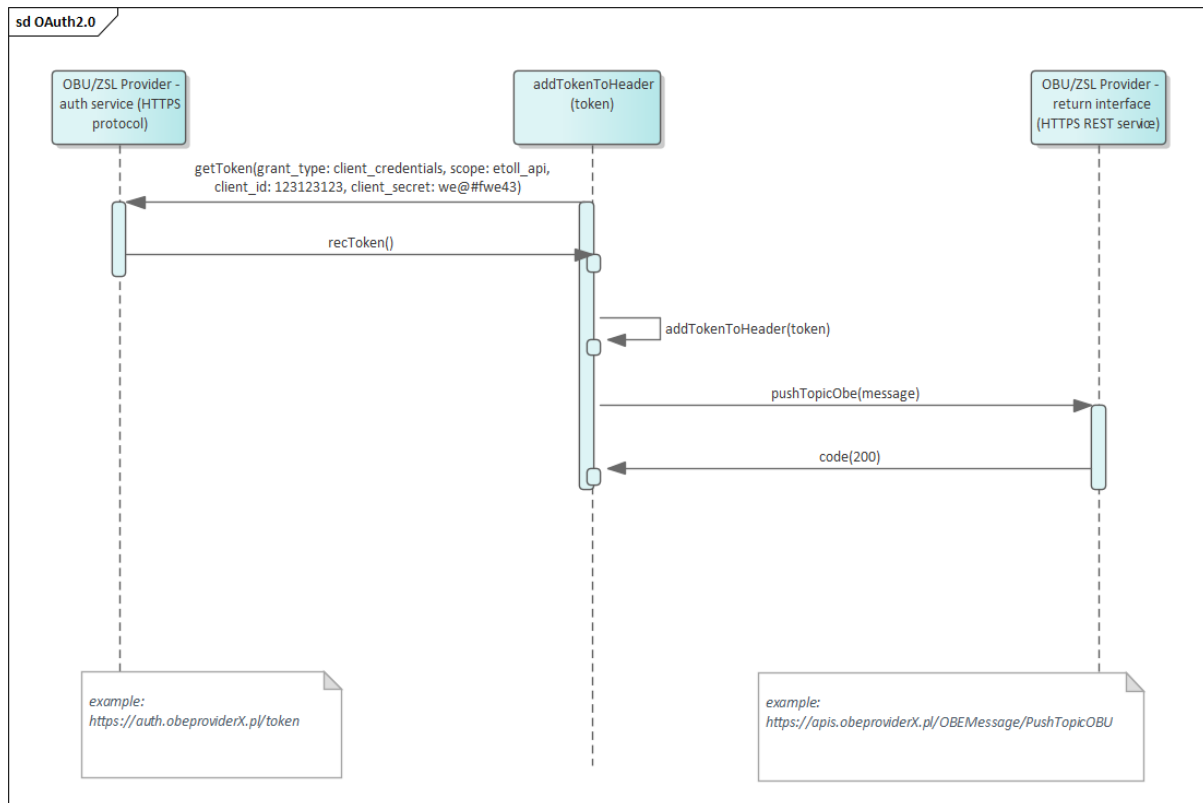 sd OAuth2.0
OBU/ZSL Provider -
auth service (HTTPS
protocol)
addTokenToHeader
(token)
OBU/ZSL Provider -
return interface
(HTTPS REST service)
getToken(grant_type: client_credentials, scope: etoll_api,
client_id: 123123123, client_secret: we@#fwe43)
recToken()
addTokenToHeader(token)
pushTopicObe(message)
code(200)
example:
https://auth.obeproviderX.pl/token
example:
https://apis.obeproviderX.pl/OBEMessage/PushTopicOBU